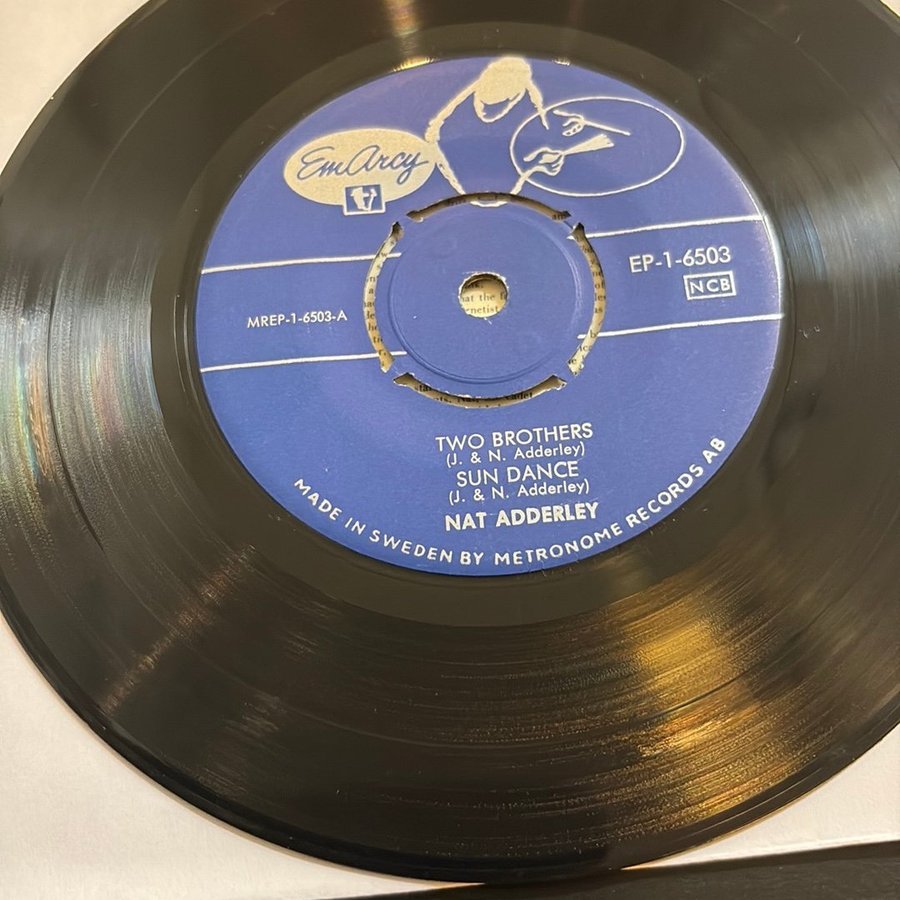 EmArcy
EP-1-6503
NCB
MREP-1-6503-A
TWO BROTHERS
(J. & N. Adderley)
SUN DANCE
(J. & N. Adderley)
NAT ADDERLEY
MADE IN SWEDEN BY METRONOME RECORDS AB